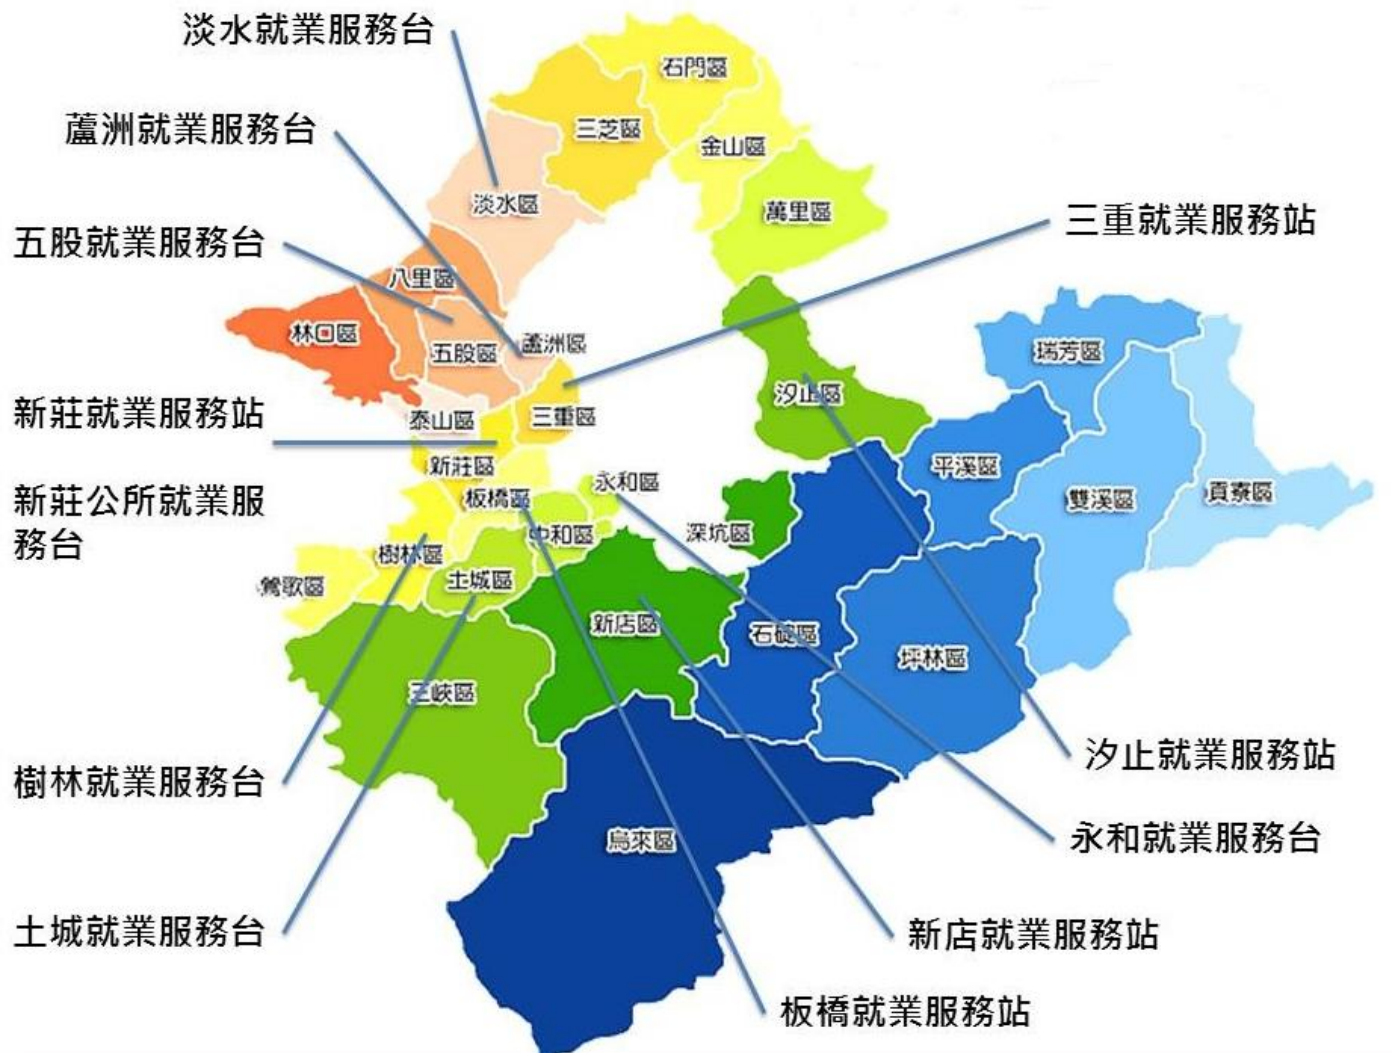 淡水就業服務台
石門區
三芝區
蘆洲就業服務台
金山區
淡水區
萬里區
三重就業服務站
五股就業服務台
八里區
林口區
五股區
蘆洲區
瑞芳區
汐止區
新莊就業服務站
泰山區
三重區
新莊區
平溪區
永和區
板橋區
雙溪區
貢寮區
新莊公所就業服
務台
中和區
深坑區
樹林區
土城區
鶯歌區
新店區
石碇區
坪林區
三峽區
汐止就業服務站
樹林就業服務台
永和就業服務台
烏來區
土城就業服務台
新店就業服務站
板橋就業服務站